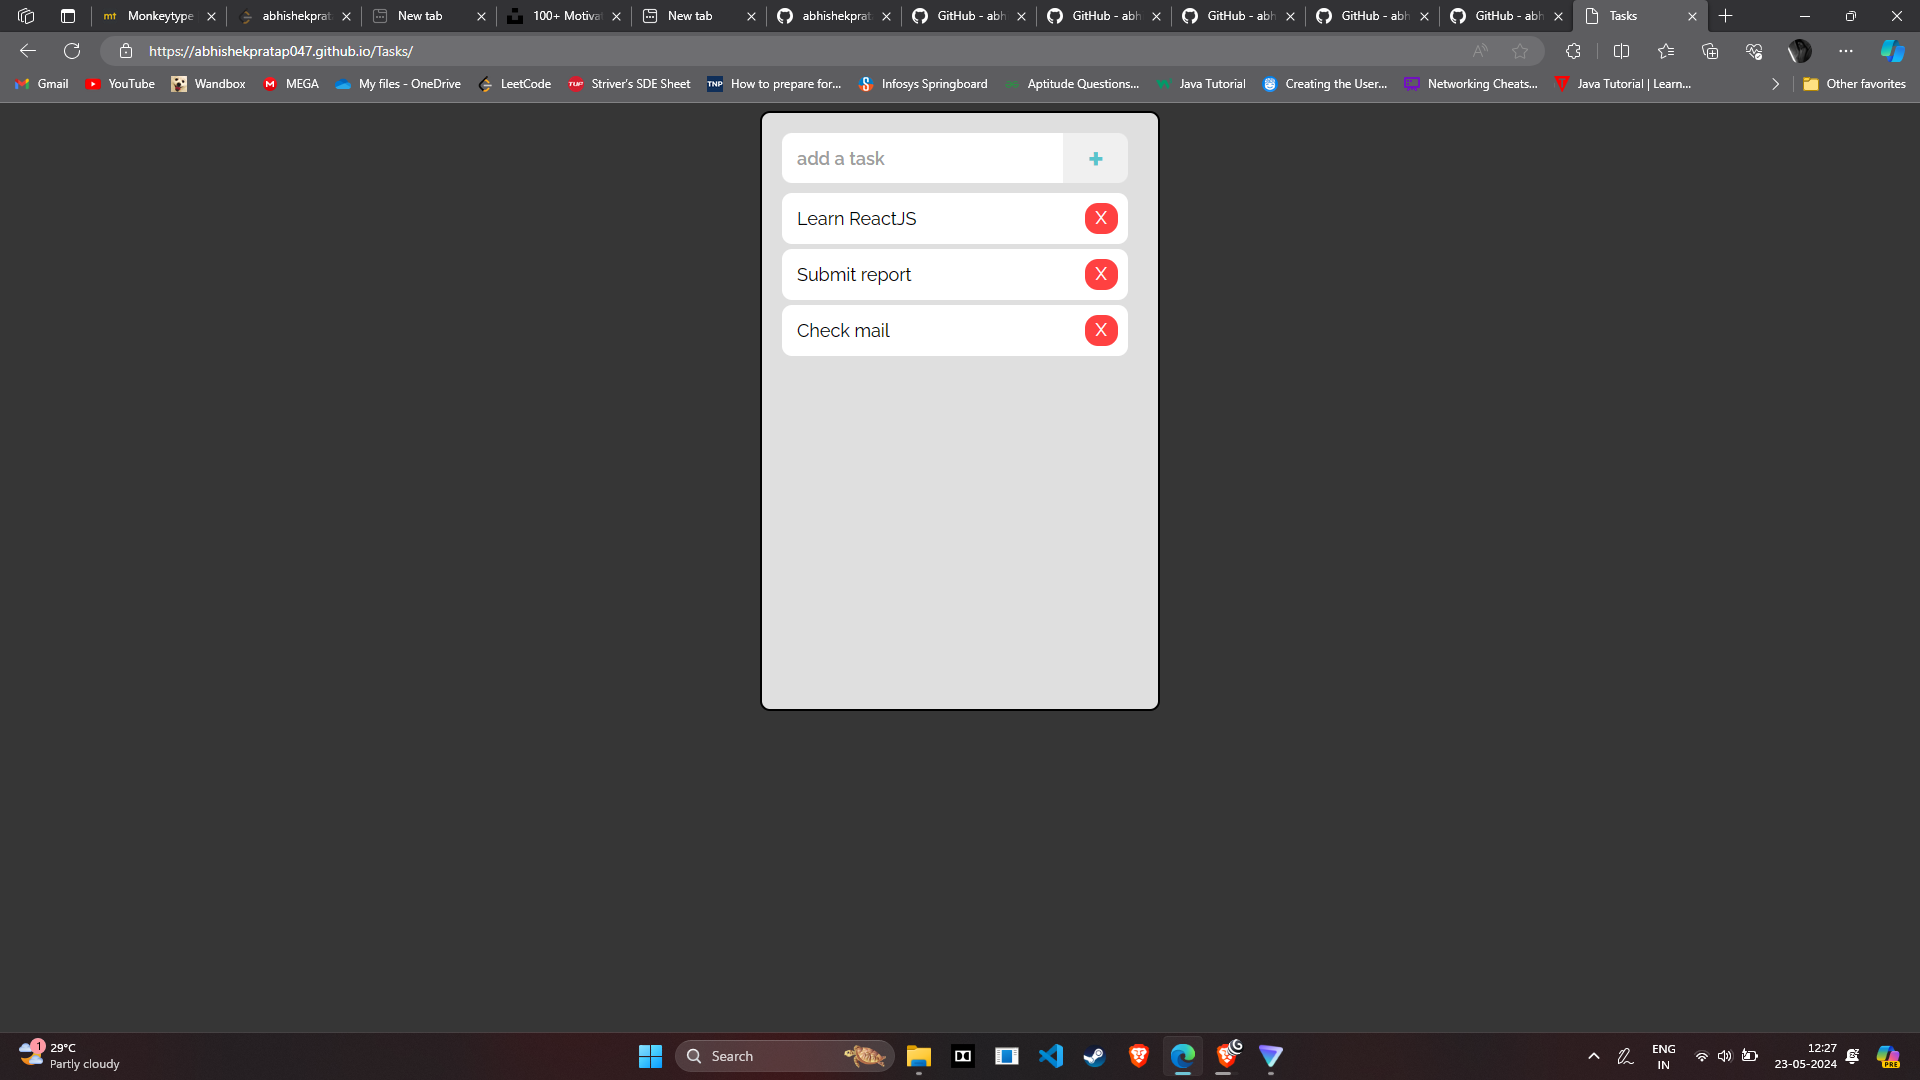 Monkeytype
abhishekprat
New tab
100+ Motivat
New tab
abhishekprat
GitHub - abh
GitHub - abh
GitHub - abh
GitHub - abh
GitHub - abh
Tasks
https://abhishekpratap047.github.io/Tasks/
Gmail
YouTube
Wandbox
MEGA
My files - OneDrive
LeetCode
Striver's SDE Sheet
How to prepare for...
Infosys Springboard
Aptitude Questions...
Java Tutorial
Creating the User...
Networking Cheats...
Java Tutorial | Learn...
Other favorites
add a task
+
Learn ReactJS
X
Submit report
X
Check mail
X
1
29°C
Partly cloudy
Search
ENG
IN
12:27
23-05-2024
PRE